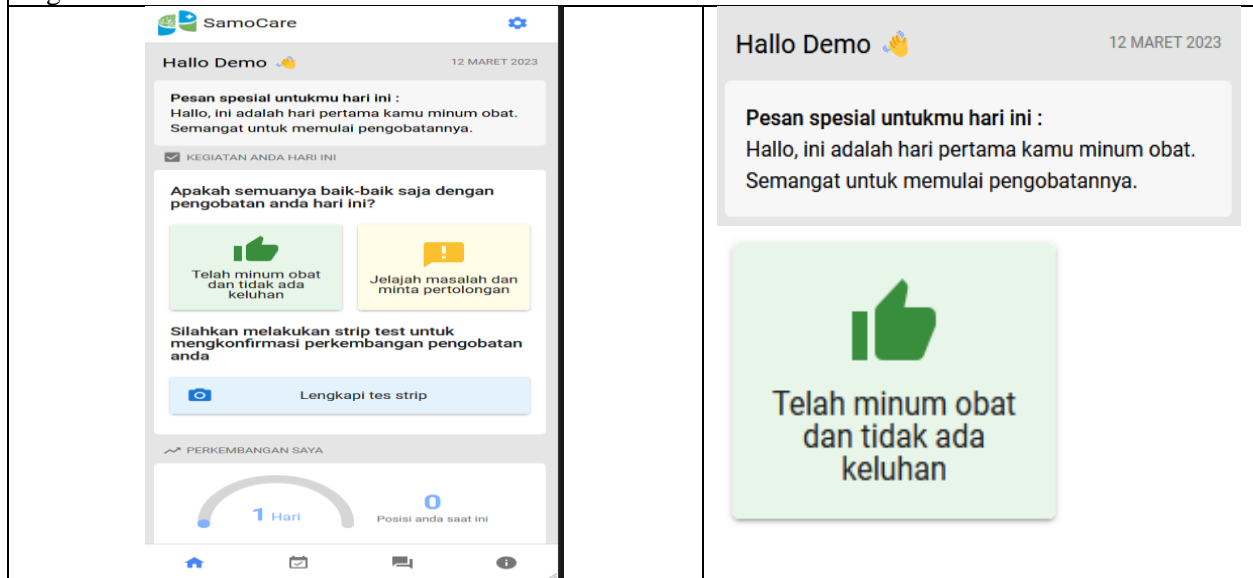 SamoCare
Hallo Demo 👋
12 MARET 2023
Pesan spesial untukmu hari ini :
Hallo, ini adalah hari pertama kamu minum obat.
Semangat untuk memulai pengobatannya.
KEGIATAN ANDA HARI INI
Apakah semuanya baik-baik saja dengan
pengobatan anda hari ini?
Telah minum obat
dan tidak ada
keluhan
Jelajah masalah dan
minta pertolongan
Silahkan melakukan strip test untuk
mengkonfirmasi perkembangan pengobatan
anda
Lengkapi tes strip
PERKEMBANGAN SAYA
1 Hari
0
Posisi anda saat ini
Hallo Demo 👋
12 MARET 2023
Pesan spesial untukmu hari ini :
Hallo, ini adalah hari pertama kamu minum obat.
Semangat untuk memulai pengobatannya.
Telah minum obat
dan tidak ada
keluhan